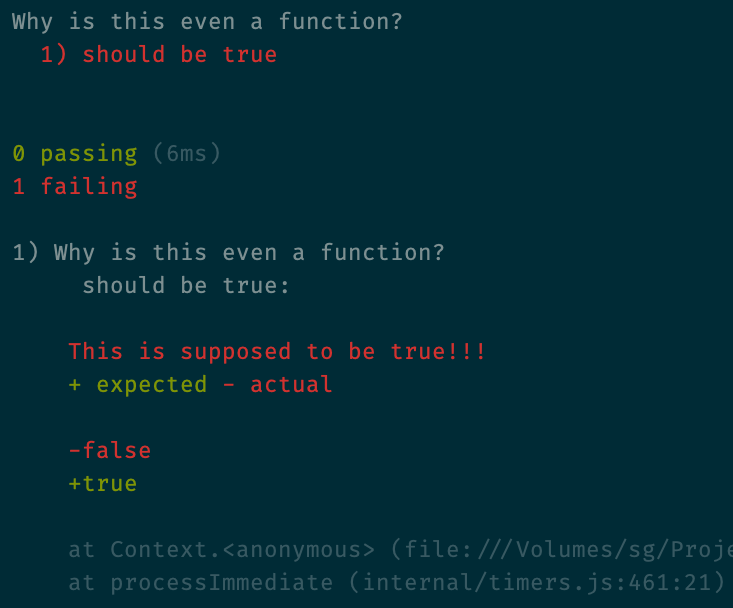 Why is this even a function?
1) should be true
0 passing (6ms)
1 failing
1) Why is this even a function?
should be true:
This is supposed to be true!!!
+ expected - actual
-false
+true
at Context.<anonymous> (file:///Volumes/sg/Proje
at processImmediate (internal/timers.js:461:21)